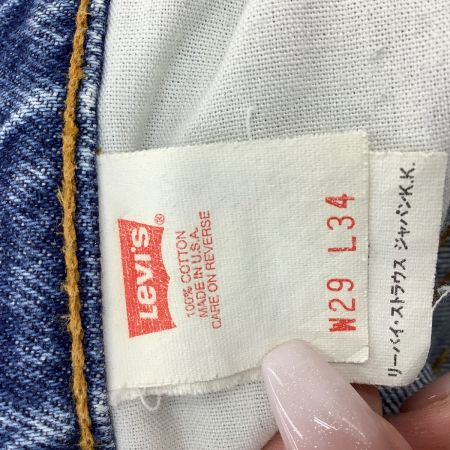 LEVI'S
100% COTTON
MADE IN U.S.A.
CARE ON REVERSE
W29 L34
リーバイ・ストラウス ジャパンK.K.